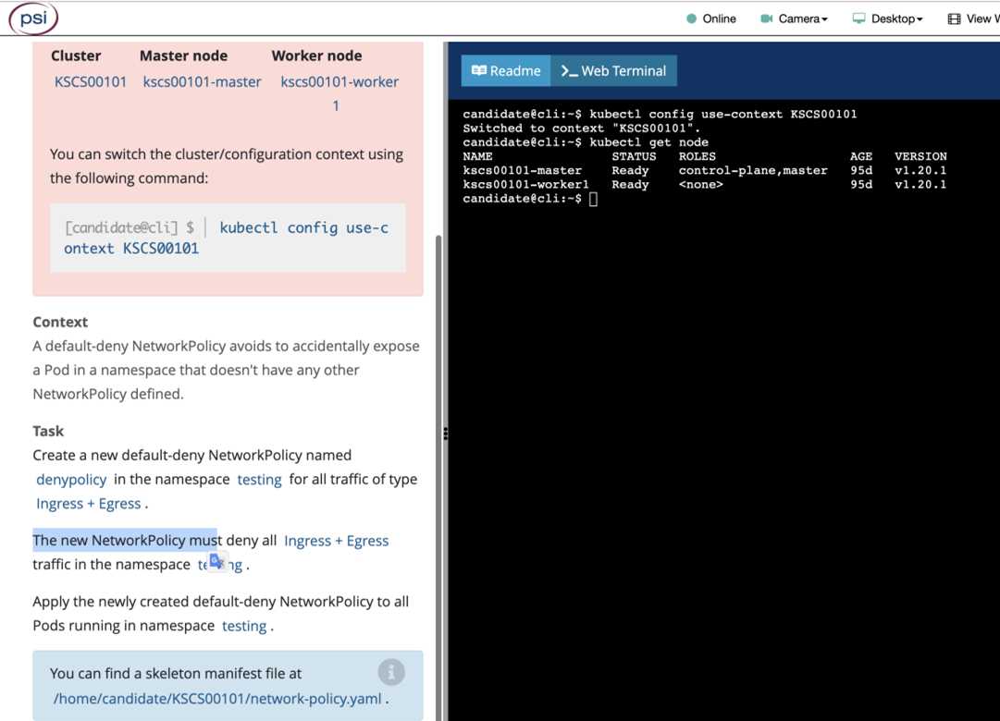 psi
Online Camera Desktop View
Cluster Master node Worker node
KSCS00101 kscs00101-master kscs00101-worker
1
You can switch the cluster/configuration context using
the following command:
[candidate@cli] $ | kubectl config use-c
ontext KSCS00101
Context
A default-deny NetworkPolicy avoids to accidentally expose
a Pod in a namespace that doesn't have any other
NetworkPolicy defined.
Task
Create a new default-deny NetworkPolicy named
denypolicy in the namespace testing for all traffic of type
Ingress + Egress .
The new NetworkPolicy must deny all Ingress + Egress
traffic in the namespace te ng .
Apply the newly created default-deny NetworkPolicy to all
Pods running in namespace testing .
You can find a skeleton manifest file at
/home/candidate/KSCS00101/network-policy.yaml .
Readme >_ Web Terminal
candidate@cli:~$ kubectl config use-context KSCS00101
Switched to context "KSCS00101".
candidate@cli:~$ kubectl get node
NAME STATUS ROLES AGE VERSION
kscs00101-master Ready control-plane,master 95d v1.20.1
kscs00101-worker1 Ready <none> 95d v1.20.1
candidate@cli:~$